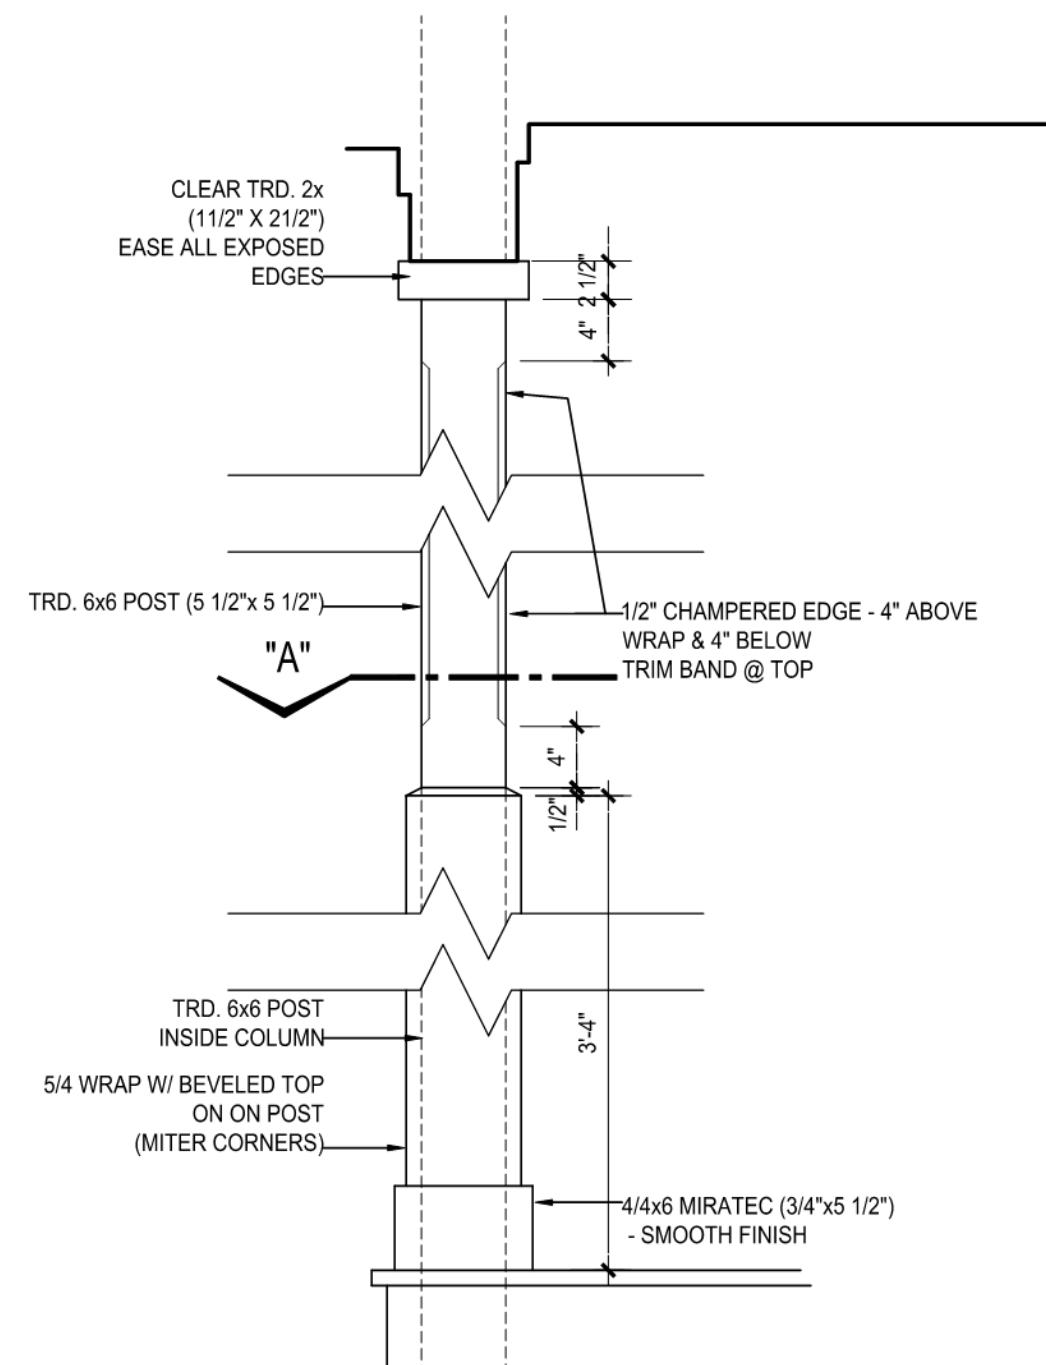 CLEAR TRD. 2x
(11/2" X 21/2")
EASE ALL EXPOSED
EDGES
2 1/2"
4"
TRD. 6x6 POST (5 1/2"x 5 1/2")
1/2" CHAMPERED EDGE - 4" ABOVE
WRAP & 4" BELOW
TRIM BAND @ TOP
"A"
4"
1/2"
3'-4"
TRD. 6x6 POST
INSIDE COLUMN
5/4 WRAP W/ BEVELED TOP
ON ON POST
(MITER CORNERS)
4/4x6 MIRATEC (3/4"x5 1/2")
- SMOOTH FINISH